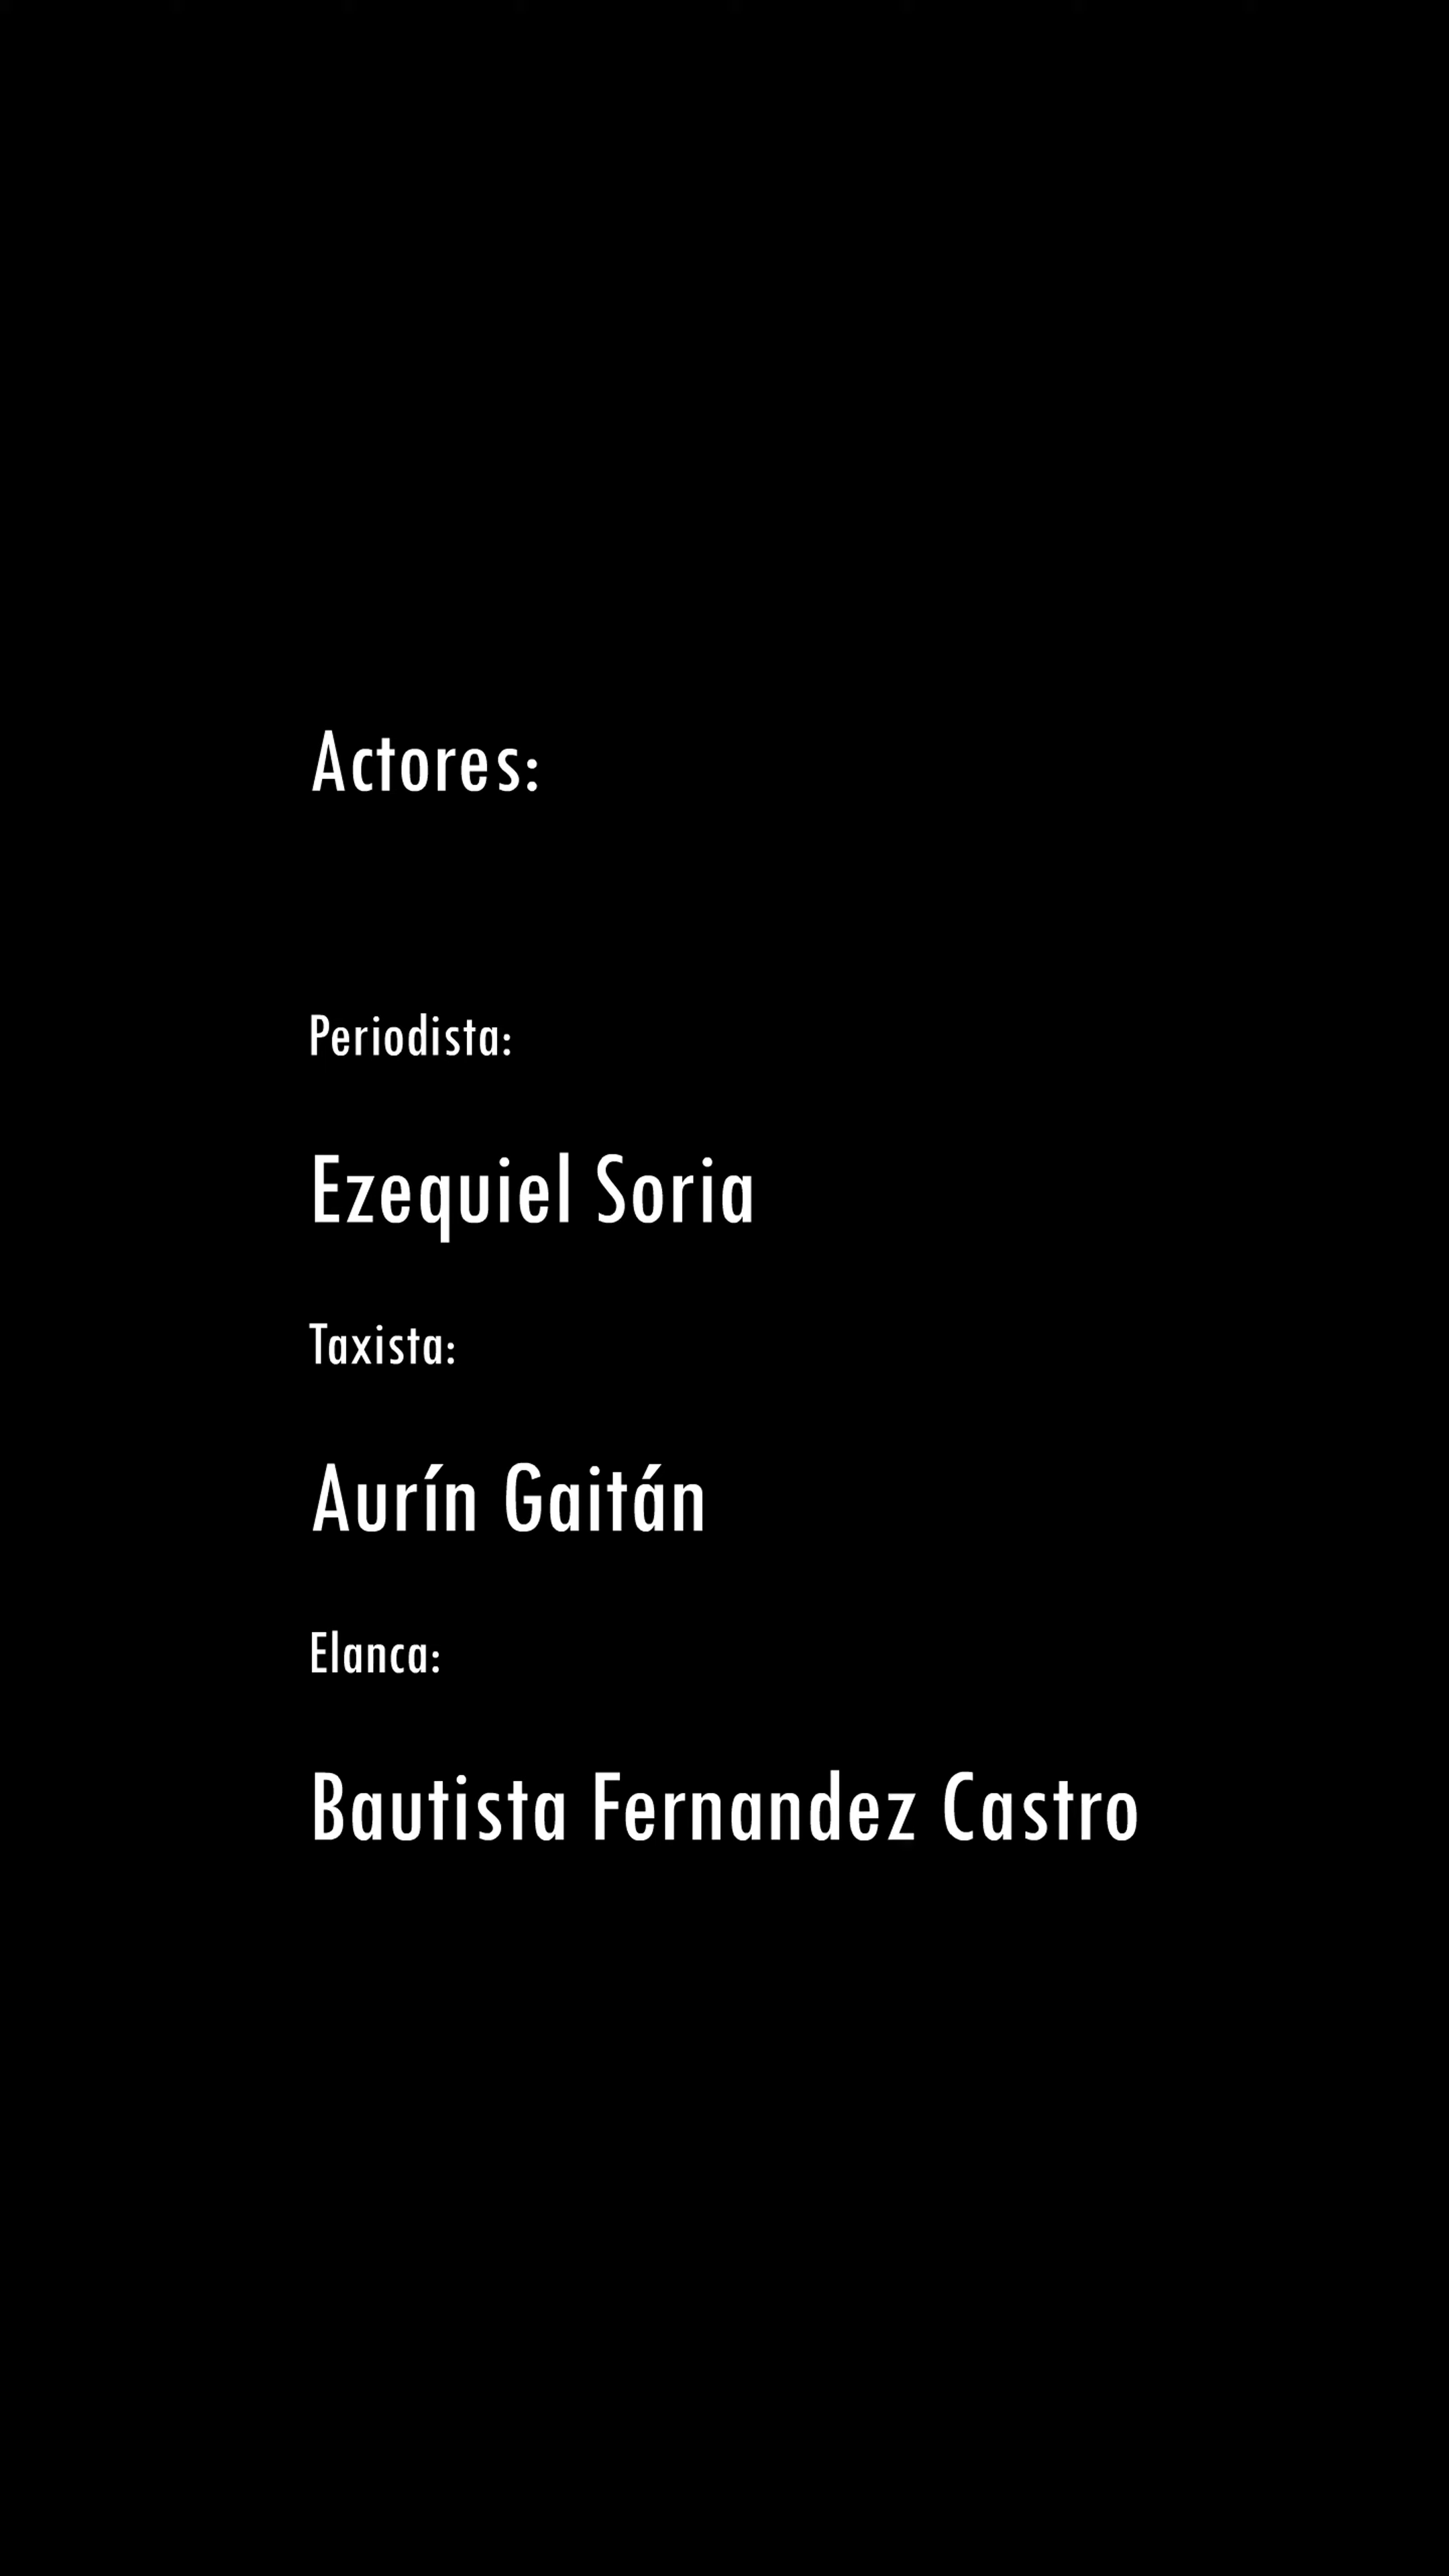 Actores:
Periodista:
Ezequiel Soria
Taxista:
Aurín Gaitán
Elanca:
Bautista Fernandez Castro